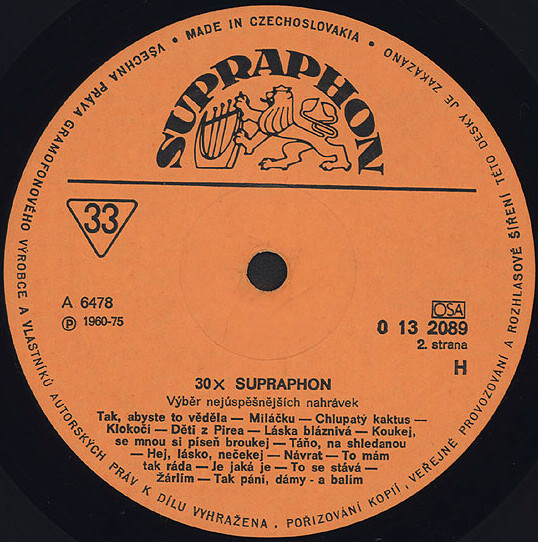 • MADE IN CZECHOSLOVAKIA •
VŠECHNA PRÁVA GRAMOFONOVÉHO VÝROBCE A VLASTNÍKŮ AUTORSKÝCH PRÁV K DÍLU VYHRAŽENA. POŘIZOVÁNÍ KOPIÍ, VEŘEJNÉ PROVOZOVÁNÍ A ROZHLASOVÉ ŠÍŘENÍ TÉTO DESKY JE ZAKÁZÁNO
SUPRAPHON
33
A 6478
Ⓟ 1960-75
OSA
0 13 2089
2. strana
H
30× SUPRAPHON
Výběr nejúspěšnějších nahrávek
Tak, abyste to věděla — Miláčku — Chlupatý kaktus —
Klokočí — Děti z Pirea — Láska bláznivá — Koukej,
se mnou si píseň broukej — Táňo, na shledanou
— Hej, lásko, nečekej — Návrat — To mám
tak ráda — Je jaká je — To se stává —
Žárlím — Tak páni, dámy - a balím